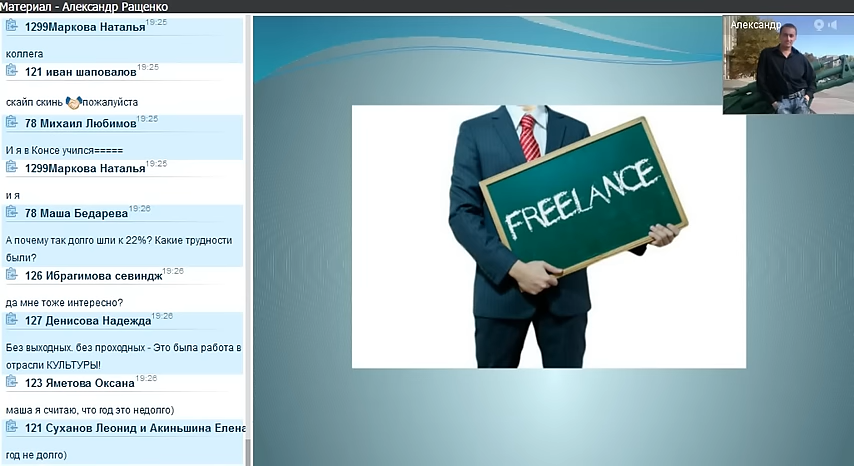 Материал - Александр Ращенко
1299Маркова Наталья 19:25
коллега
121 иван шаповалов 19:25
скайп скинь пожалуйста
78 Михаил Любимов 19:25
И я в Консе учился=====
1299Маркова Наталья 19:25
и я
78 Маша Бедарева 19:26
А почему так долго шли к 22%? Какие трудности
были?
126 Ибрагимова севиндж 19:26
да мне тоже интересно?
127 Денисова Надежда 19:26
Без выходных. без проходных - Это была работа в
отрасли КУЛЬТУРЫ!
123 Яметова Оксана 19:26
маша я считаю, что год это недолго)
121 Суханов Леонид и Акиньшина Елена
год не долго)
FREELANCE
Александр